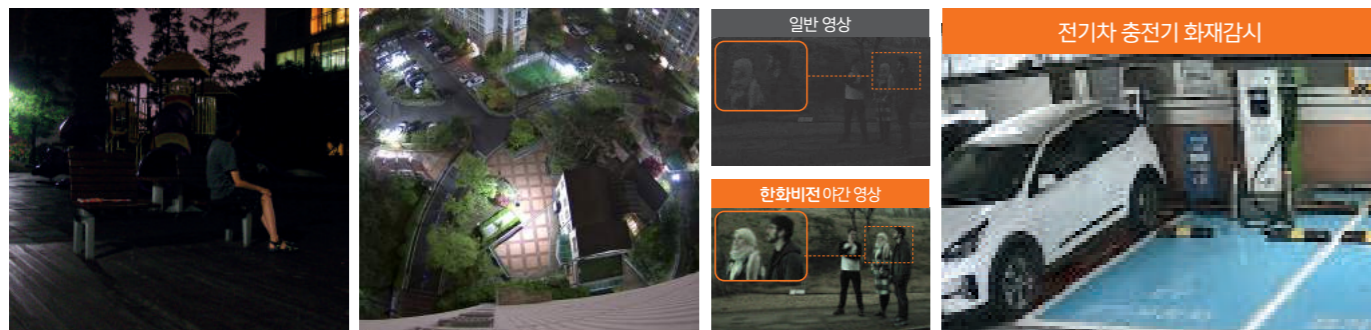 일반 영상
전기차 충전기 화재감시
한화비전 야간 영상